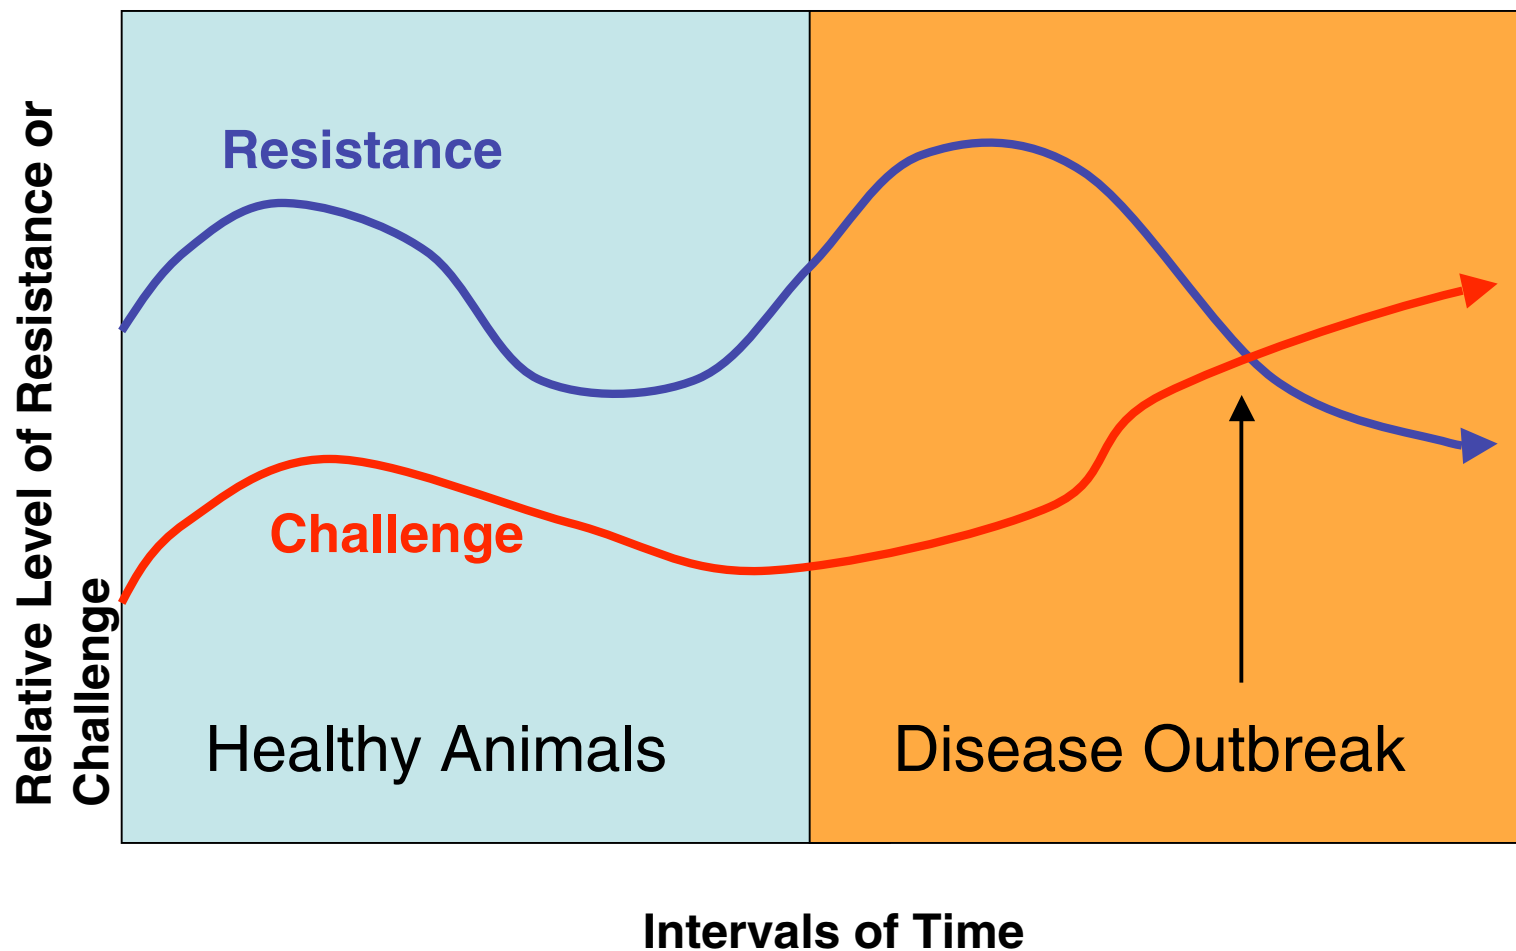 Relative Level of Resistance or
Challenge
Resistance
Challenge
Healthy Animals
Disease Outbreak
Intervals of Time